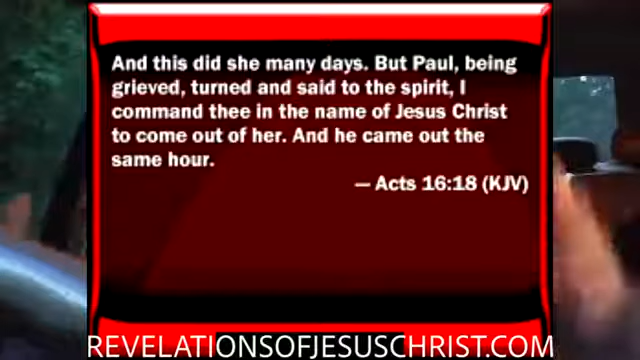 And this did she many days. But Paul, being
grieved, turned and said to the spirit, I
command thee in the name of Jesus Christ
to come out of her. And he came out the
same hour.
— Acts 16:18 (KJV)
REVELATIONSOFJESUSCHRIST.COM